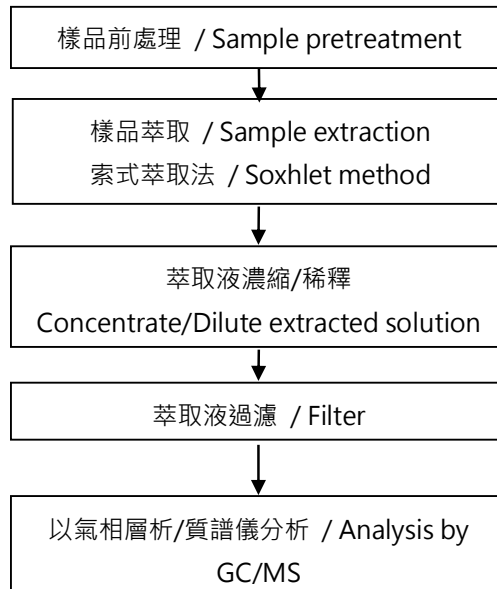 樣品前處理 / Sample pretreatment
樣品萃取 / Sample extraction
索式萃取法 / Soxhlet method
萃取液濃縮/稀釋
Concentrate/Dilute extracted solution
萃取液過濾 / Filter
以氣相層析/質譜儀分析 / Analysis by
GC/MS